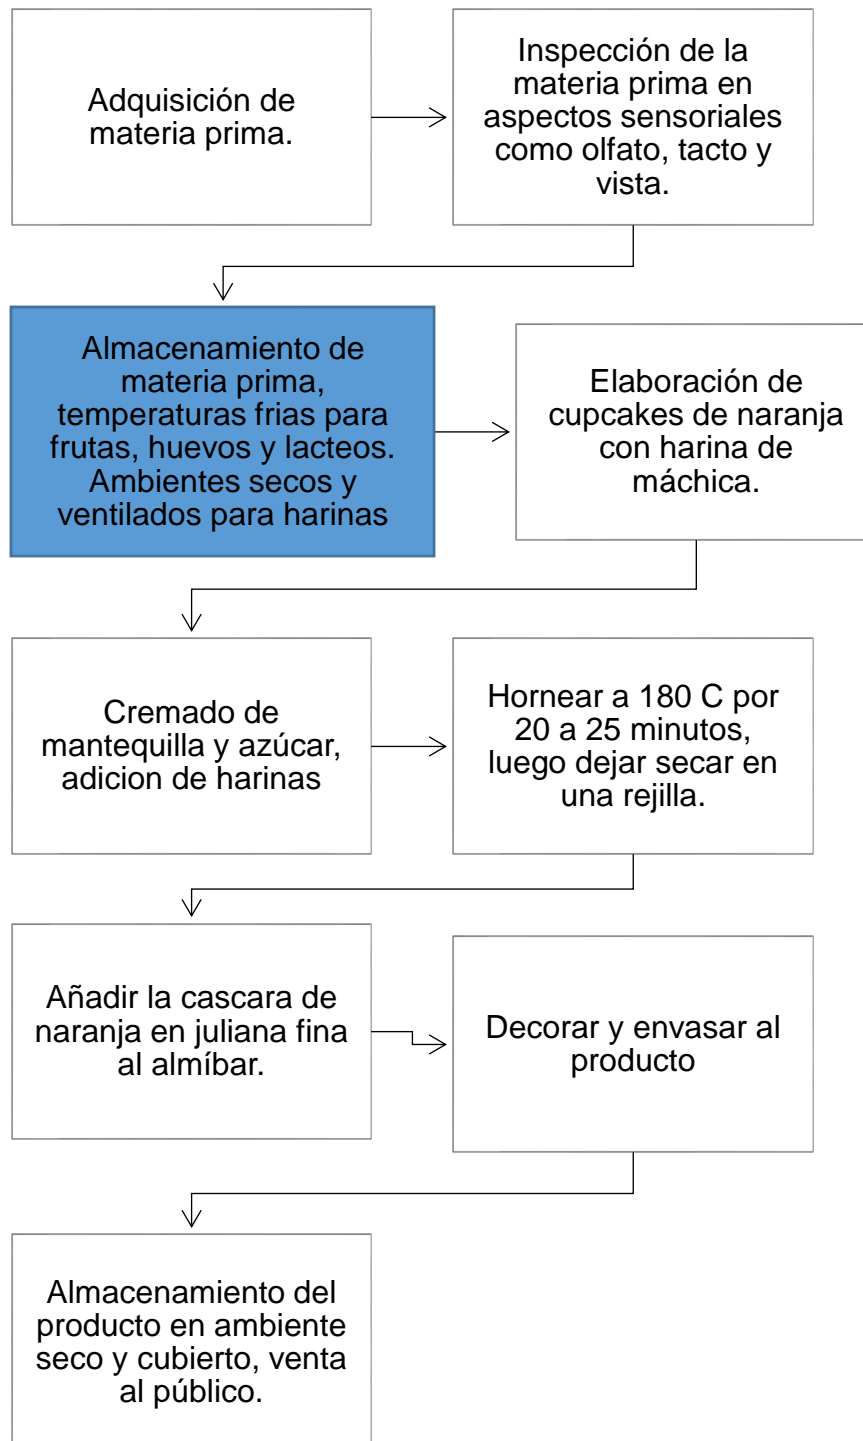 Adquisición de
materia prima.
Inspección de la
materia prima en
aspectos sensoriales
como olfato, tacto y
vista.
Almacenamiento de
materia prima,
temperaturas frias para
frutas, huevos y lacteos.
Ambientes secos y
ventilados para harinas
Elaboración de
cupcakes de naranja
con harina de
máchica.
Cremado de
mantequilla y azúcar,
adicion de harinas
Hornear a 180 C por
20 a 25 minutos,
luego dejar secar en
una rejilla.
Añadir la cascara de
naranja en juliana fina
al almíbar.
Decorar y envasar al
producto
Almacenamiento del
producto en ambiente
seco y cubierto, venta
al público.